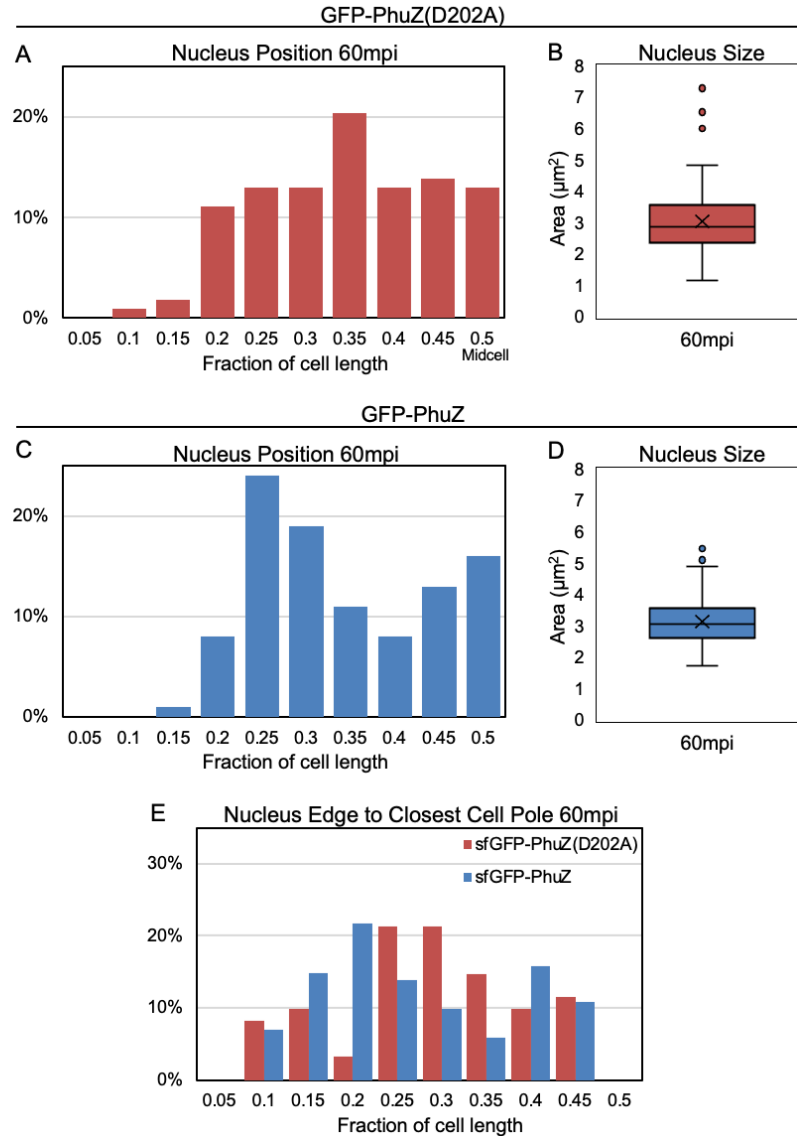 GFP-PhuZ(D202A)
A
Nucleus Position 60mpi
20%
10%
0%
0.05 0.1 0.15 0.2 0.25 0.3 0.35 0.4 0.45 0.5
Midcell
Fraction of cell length
B
Nucleus Size
8
7
6
5
4
3
2
1
0
Area (µm²)
60mpi
GFP-PhuZ
C
Nucleus Position 60mpi
20%
10%
0%
0.05 0.1 0.15 0.2 0.25 0.3 0.35 0.4 0.45 0.5
Fraction of cell length
D
Nucleus Size
8
7
6
5
4
3
2
1
0
Area (µm²)
60mpi
E
Nucleus Edge to Closest Cell Pole 60mpi
sfGFP-PhuZ(D202A)
sfGFP-PhuZ
30%
20%
10%
0%
0.05 0.1 0.15 0.2 0.25 0.3 0.35 0.4 0.45 0.5
Fraction of cell length